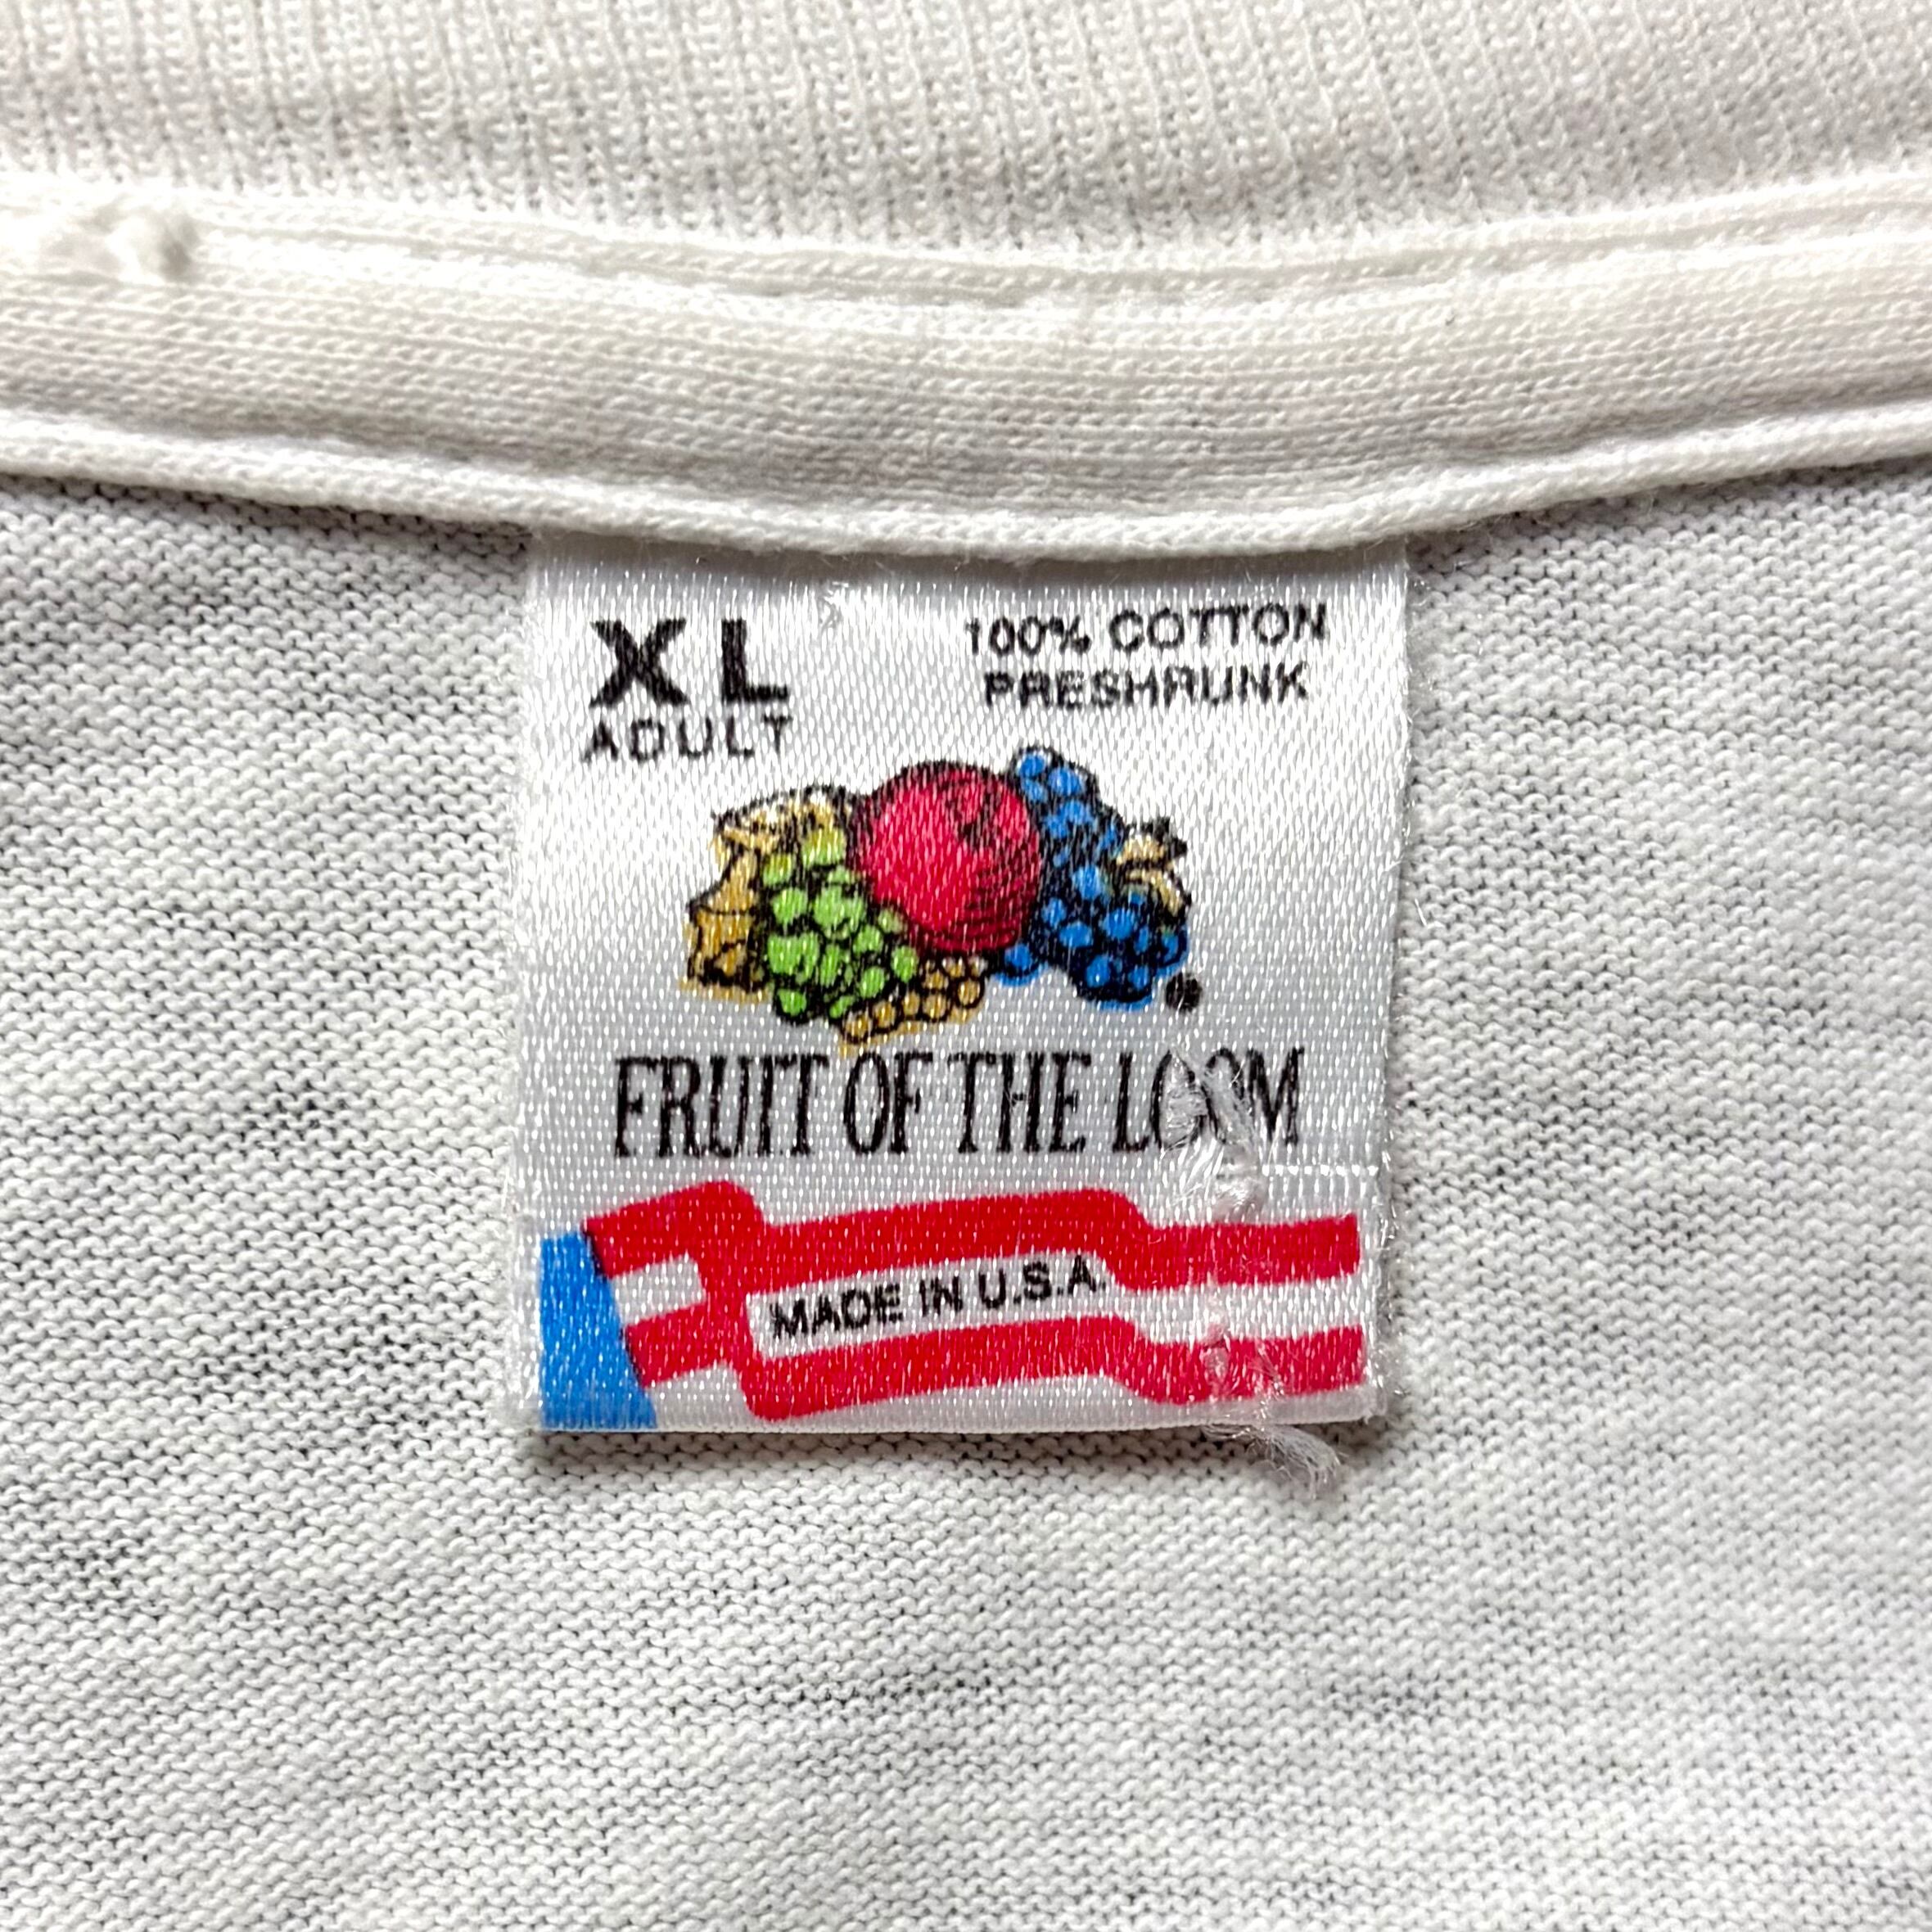 XL
ADULT
100% COTTON
PRESHRUNK
FRUIT OF THE LOOM
MADE IN U.S.A.